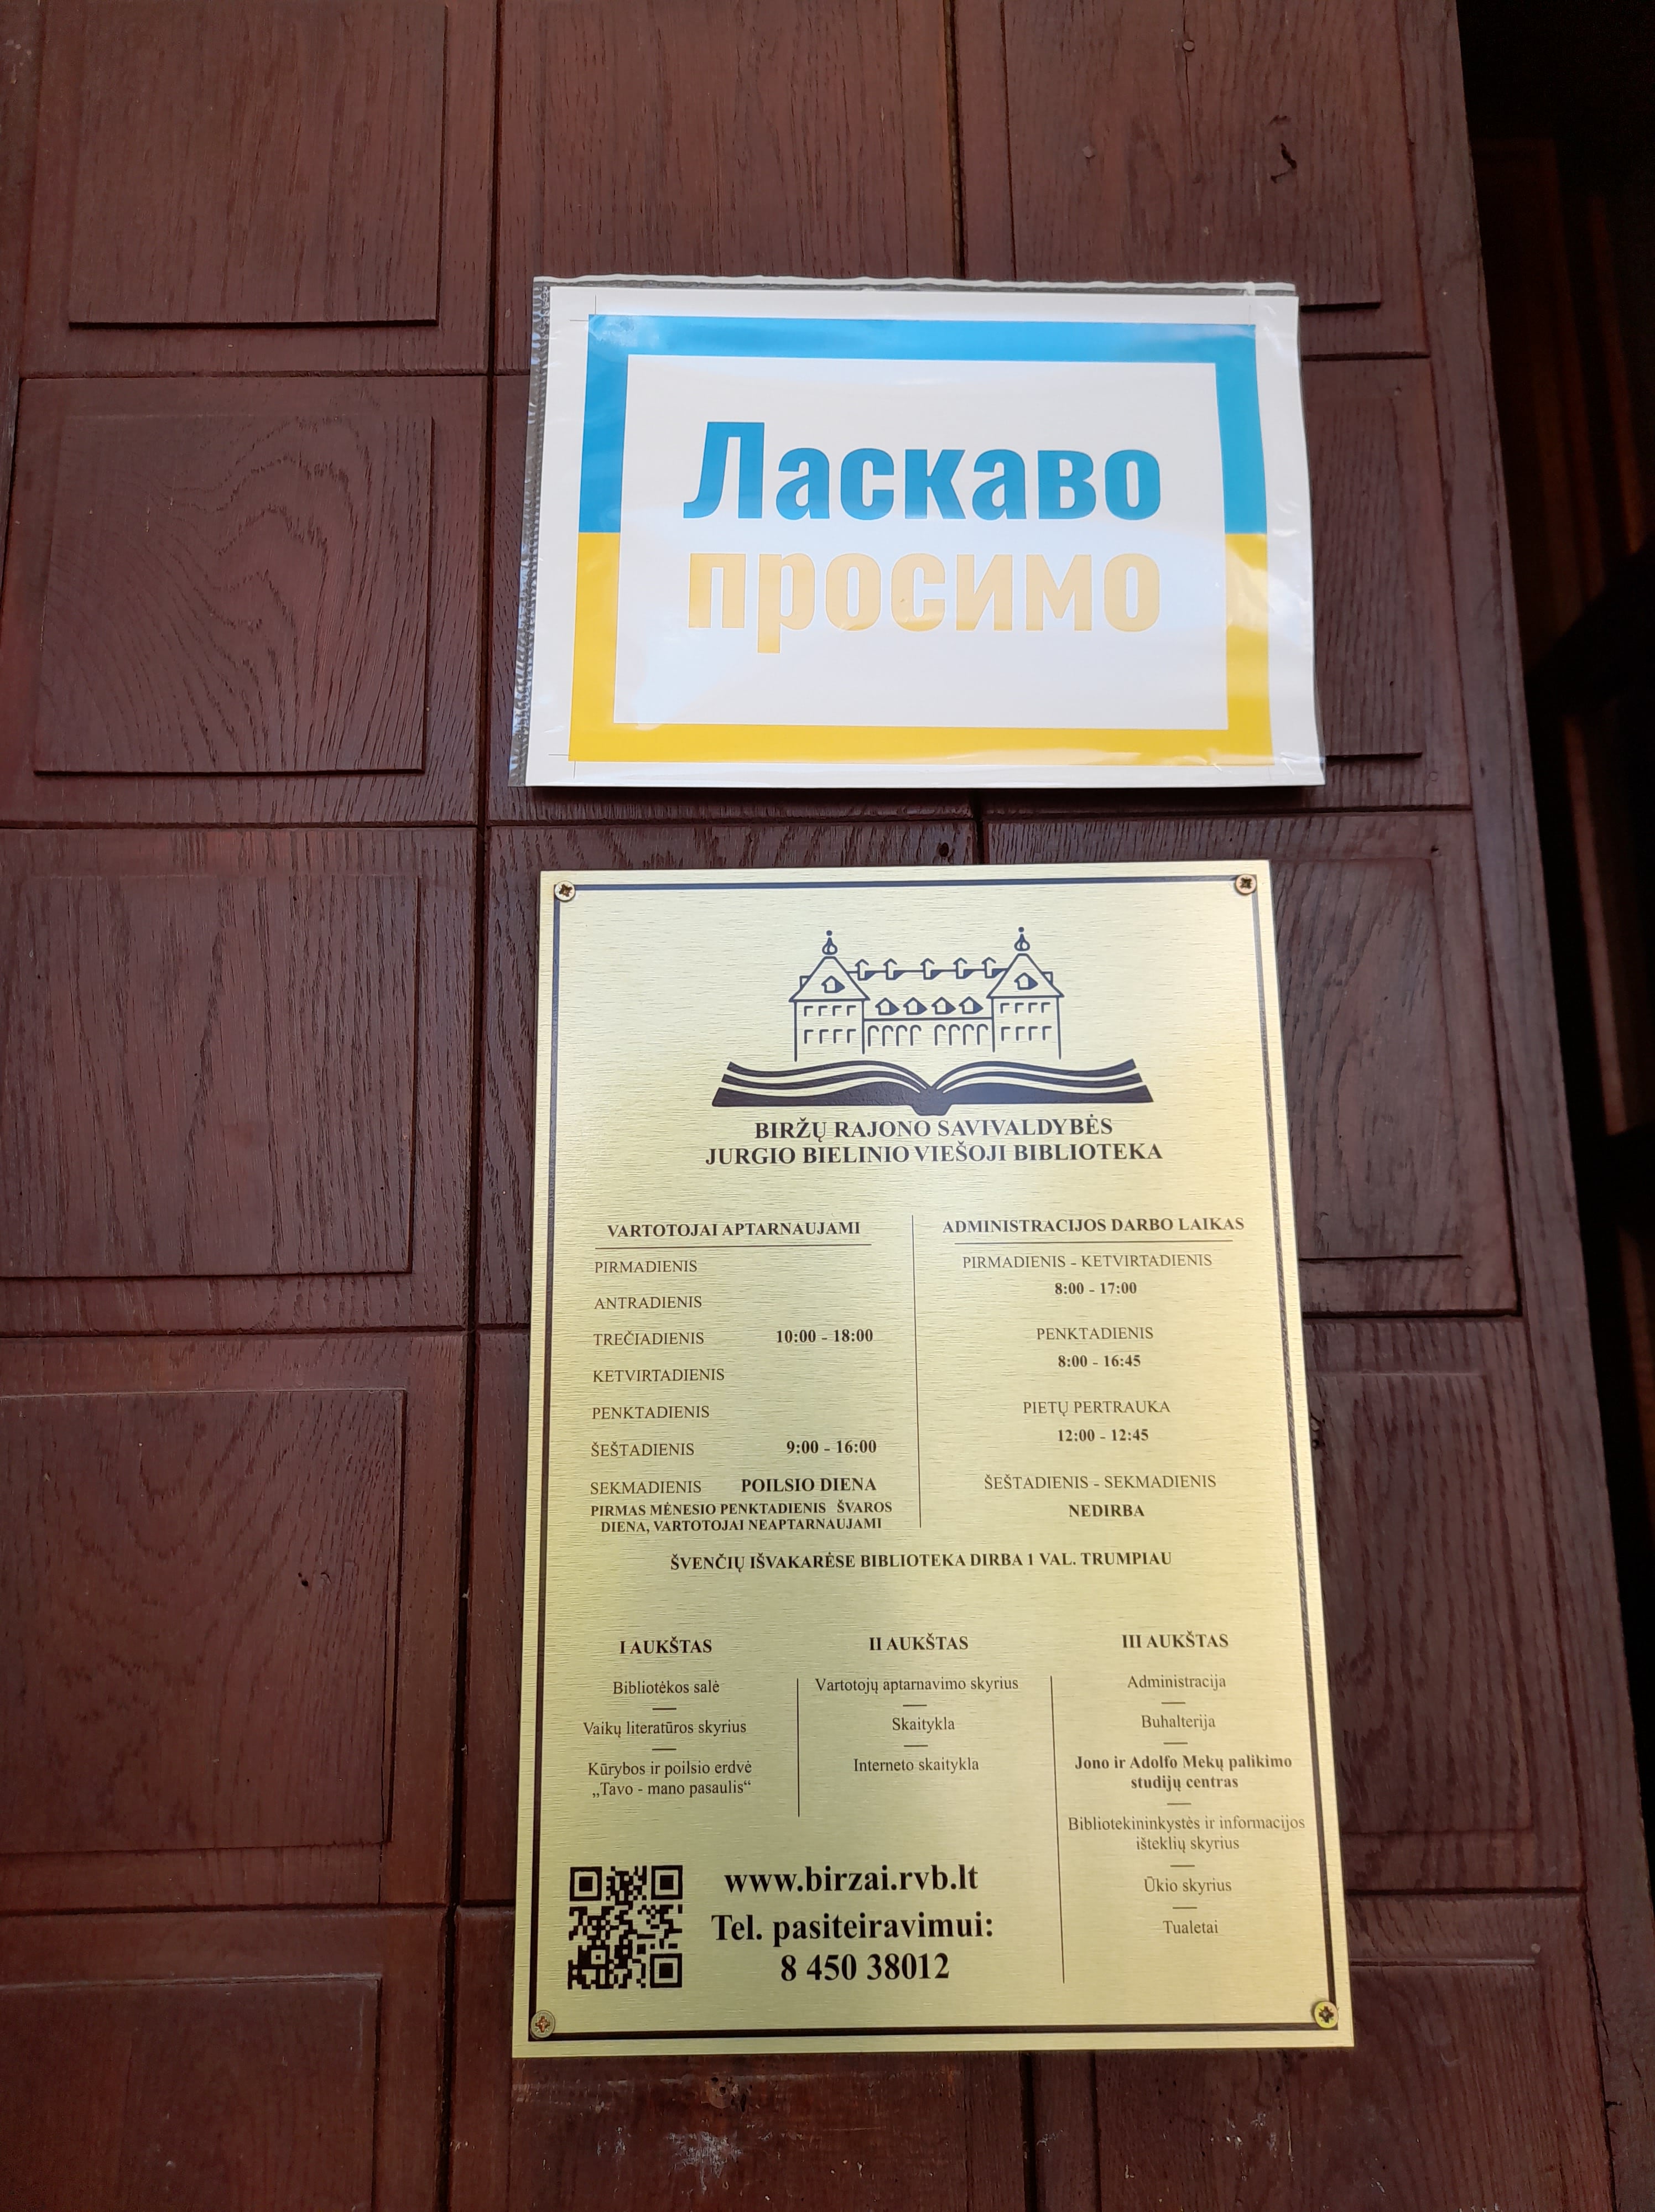 Ласкаво
просимо
BIRŽŲ RAJONO SAVIVALDYBĖS
JURGIO BIELINIO VIEŠOJI BIBLIOTEKA
VARTOTOJAI APTARNAUJAMI
PIRMADIENIS
ANTRADIENIS
TREČIADIENIS 10:00 - 18:00
KETVIRTADIENIS
PENKTADIENIS
ŠEŠTADIENIS 9:00 - 16:00
SEKMADIENIS POILSIO DIENA
PIRMAS MĖNESIO PENKTADIENIS ŠVAROS
DIENA, VARTOTOJAI NEAPTARNAUJAMI
ADMINISTRACIJOS DARBO LAIKAS
PIRMADIENIS - KETVIRTADIENIS
8:00 - 17:00
PENKTADIENIS
8:00 - 16:45
PIETŲ PERTRAUKA
12:00 - 12:45
ŠEŠTADIENIS - SEKMADIENIS
NEDIRBA
ŠVENČIŲ IŠVAKARĖSE BIBLIOTEKA DIRBA 1 VAL. TRUMPIAU
I AUKŠTAS
Bibliotėkos salė
Vaikų literatūros skyrius
Kūrybos ir poilsio erdvė
„Tavo - mano pasaulis“
II AUKŠTAS
Vartotojų aptarnavimo skyrius
Skaitykla
Interneto skaitykla
III AUKŠTAS
Administracija
Buhalterija
Jono ir Adolfo Mekų palikimo
studijų centras
Bibliotekininkystės ir informacijos
išteklių skyrius
Ūkio skyrius
Tualetai
www.birzai.rvb.lt
Tel. pasiteiravimui:
8 450 38012